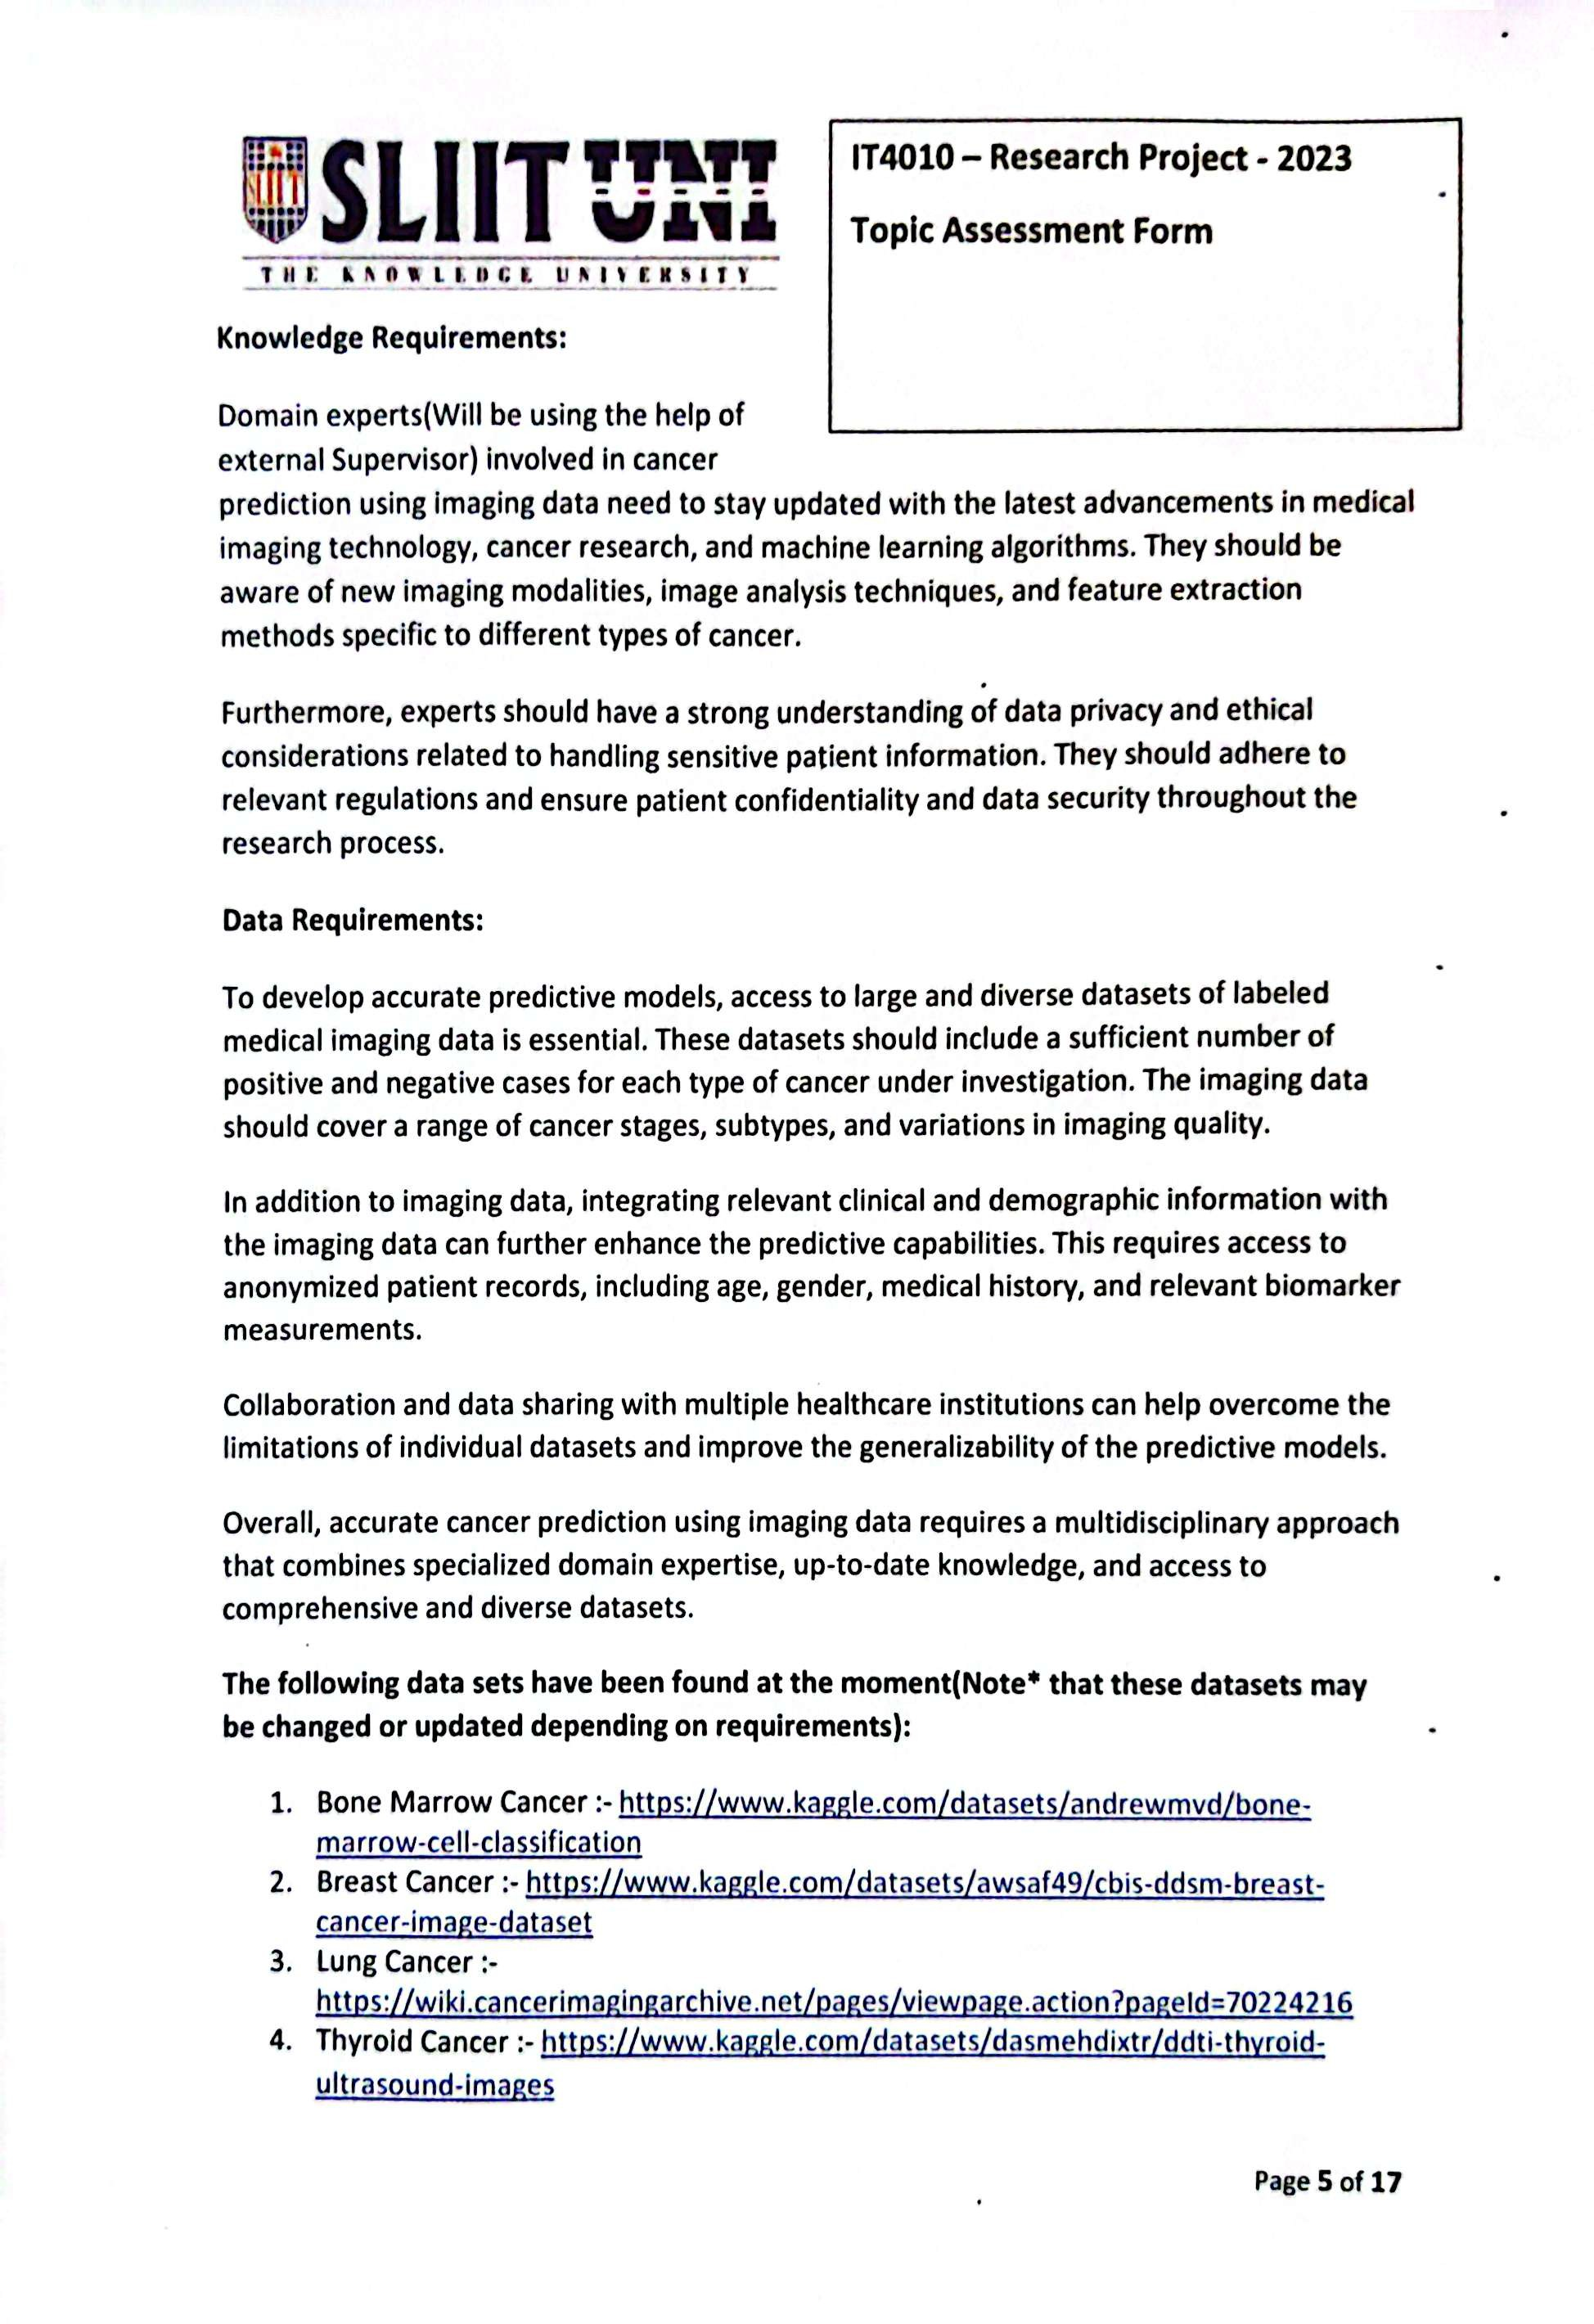 SLIIT
SLIIT UNI
THE KNOWLEDGE UNIVERSITY
IT4010 – Research Project - 2023
Topic Assessment Form
Knowledge Requirements:
Domain experts(Will be using the help of
external Supervisor) involved in cancer
prediction using imaging data need to stay updated with the latest advancements in medical
imaging technology, cancer research, and machine learning algorithms. They should be
aware of new imaging modalities, image analysis techniques, and feature extraction
methods specific to different types of cancer.
Furthermore, experts should have a strong understanding of data privacy and ethical
considerations related to handling sensitive patient information. They should adhere to
relevant regulations and ensure patient confidentiality and data security throughout the
research process.
Data Requirements:
To develop accurate predictive models, access to large and diverse datasets of labeled
medical imaging data is essential. These datasets should include a sufficient number of
positive and negative cases for each type of cancer under investigation. The imaging data
should cover a range of cancer stages, subtypes, and variations in imaging quality.
In addition to imaging data, integrating relevant clinical and demographic information with
the imaging data can further enhance the predictive capabilities. This requires access to
anonymized patient records, including age, gender, medical history, and relevant biomarker
measurements.
Collaboration and data sharing with multiple healthcare institutions can help overcome the
limitations of individual datasets and improve the generalizability of the predictive models.
Overall, accurate cancer prediction using imaging data requires a multidisciplinary approach
that combines specialized domain expertise, up-to-date knowledge, and access to
comprehensive and diverse datasets.
The following data sets have been found at the moment(Note* that these datasets may
be changed or updated depending on requirements):
1. Bone Marrow Cancer :- https://www.kaggle.com/datasets/andrewmvd/bone-
marrow-cell-classification
2. Breast Cancer :- https://www.kaggle.com/datasets/awsaf49/cbis-ddsm-breast-
cancer-image-dataset
3. Lung Cancer :-
https://wiki.cancerimagingarchive.net/pages/viewpage.action?pageId=70224216
4. Thyroid Cancer :- https://www.kaggle.com/datasets/dasmehdixtr/ddti-thyroid-
ultrasound-images
Page 5 of 17